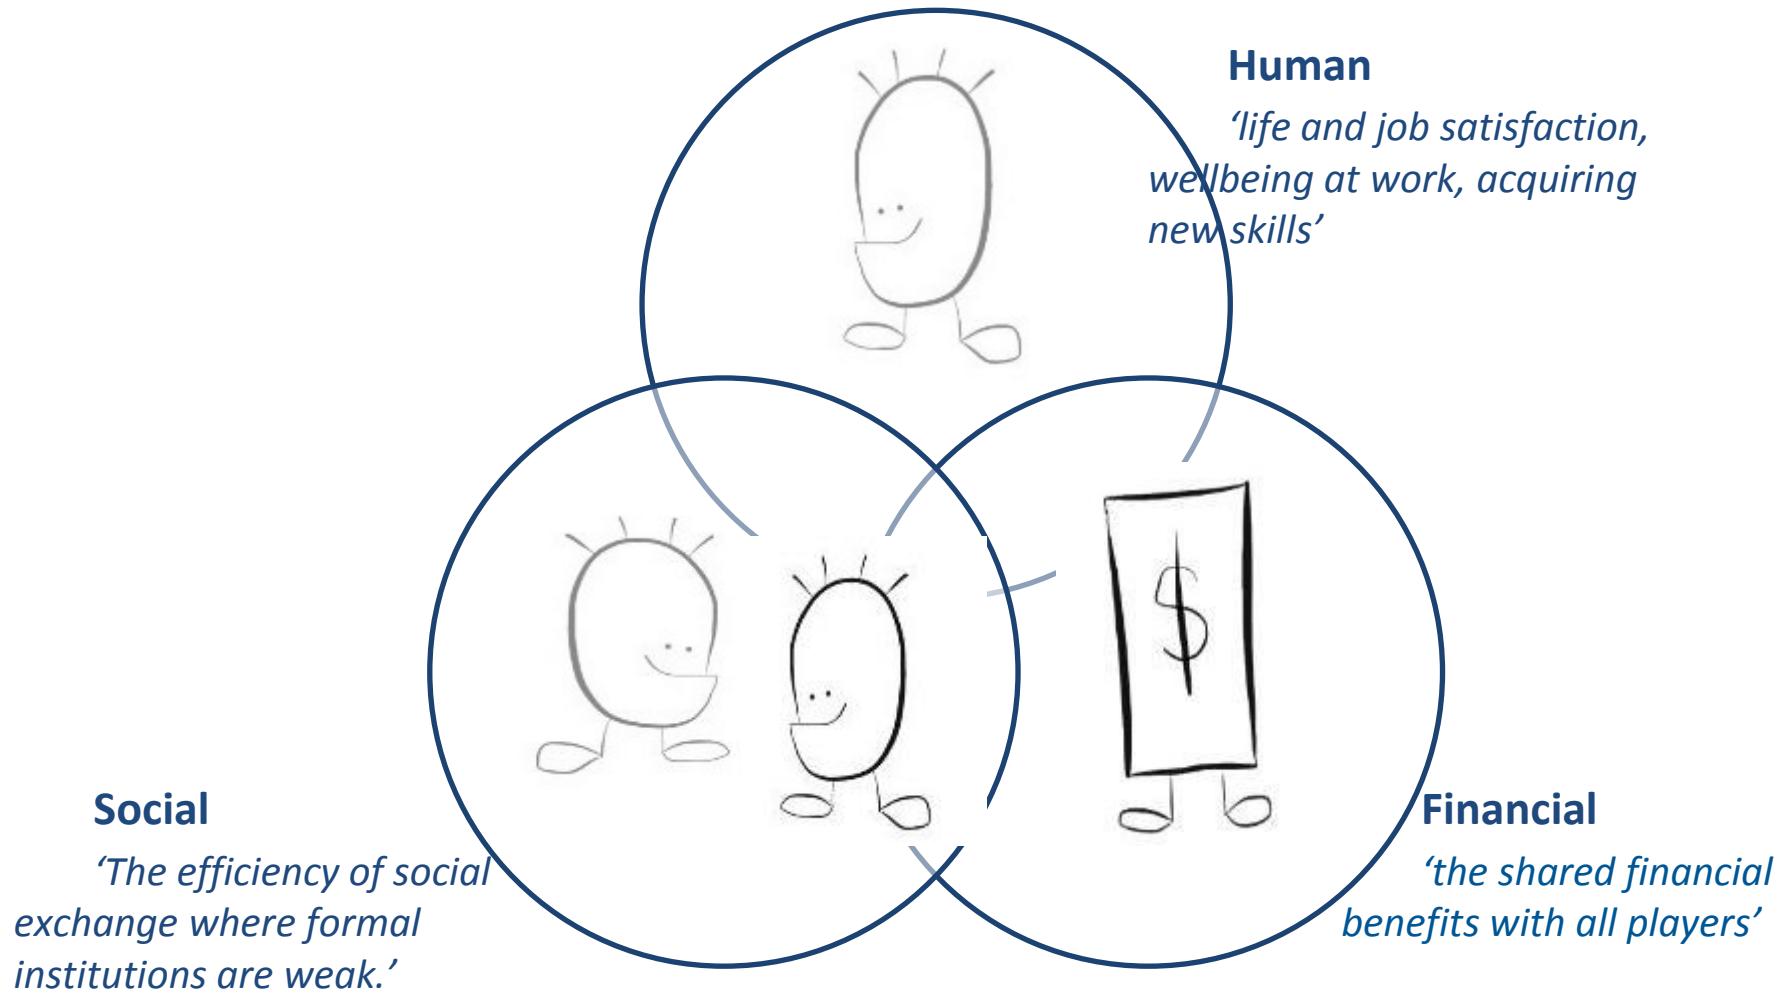 Human
‘life and job satisfaction,
wellbeing at work, acquiring
new skills’
$
Social
‘The efficiency of social
exchange where formal
institutions are weak.’
Financial
‘the shared financial
benefits with all players’